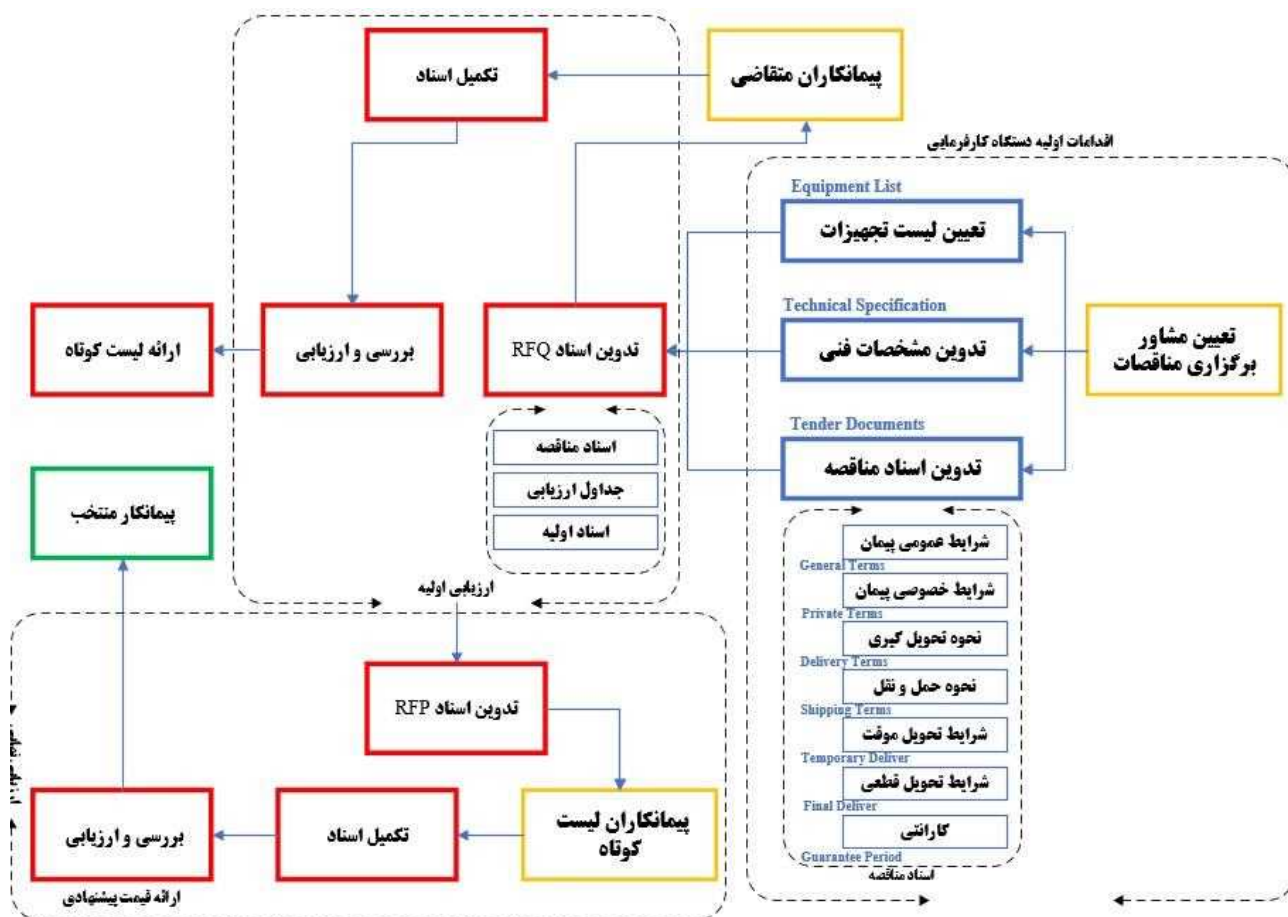 پیمانکاران متقاضی
تکمیل اسناد
اقدامات اولیه دستگاه کارفرمایی
Equipment List
تعیین لیست تجهیزات
Technical Specification
تعیین مشاور
برگزاری مناقصات
تدوین مشخصات فنی
تدوین اسناد RFQ
بررسی و ارزیابی
ارائه لیست کوتاه
Tender Documents
تدوین اسناد مناقصه
اسناد مناقصه
جداول ارزیابی
اسناد اولیه
پیمانکار منتخب
شرایط عمومی پیمان
General Terms
شرایط خصوصی پیمان
Private Terms
نحوه تحویل گیری
Delivery Terms
نحوه حمل و نقل
Shipping Terms
شرایط تحویل موقت
Temporary Deliver
شرایط تحویل قطعی
Final Deliver
گارانتی
Guarantee Period
اسناد مناقصه
ارزیابی اولیه
تدوین اسناد RFP
پیمانکاران لیست
کوتاه
تکمیل اسناد
بررسی و ارزیابی
ارائه قیمت پیشنهادی